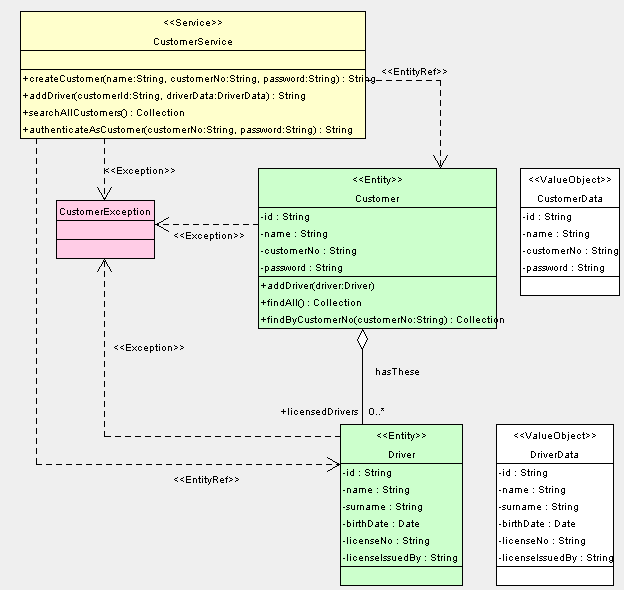 <<Service>>
CustomerService
+createCustomer(name:String, customerNo:String, password:String) : String
+addDriver(customerId:String, driverData:DriverData) : String
+searchAllCustomers() : Collection
+authenticateAsCustomer(customerNo:String, password:String) : String
<<EntityRef>>
<<Exception>>
CustomerException
<<Exception>>
<<Entity>>
Customer
-id : String
-name : String
-customerNo : String
-password : String
+addDriver(driver:Driver)
+findAll() : Collection
+findByCustomerNo(customerNo:String) : Collection
<<ValueObject>>
CustomerData
-id : String
-name : String
-customerNo : String
-password : String
<<Exception>>
hasThese
+licensedDrivers 0..*
<<EntityRef>>
<<Entity>>
Driver
-id : String
-name : String
-surname : String
-birthDate : Date
-licenseNo : String
-licenseIssuedBy : String
<<ValueObject>>
DriverData
-id : String
-name : String
-surname : String
-birthDate : Date
-licenseNo : String
-licenseIssuedBy : String